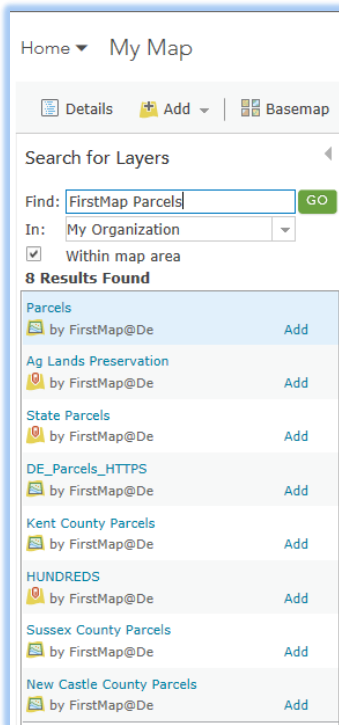 Home My Map
Details Add Basemap
Search for Layers
Find: FirstMap Parcels GO
In: My Organization
Within map area
8 Results Found
Parcels
by FirstMap@De Add
Ag Lands Preservation
by FirstMap@De Add
State Parcels
by FirstMap@De Add
DE_Parcels_HTTPS
by FirstMap@De Add
Kent County Parcels
by FirstMap@De Add
HUNDREDS
by FirstMap@De Add
Sussex County Parcels
by FirstMap@De Add
New Castle County Parcels
by FirstMap@De Add